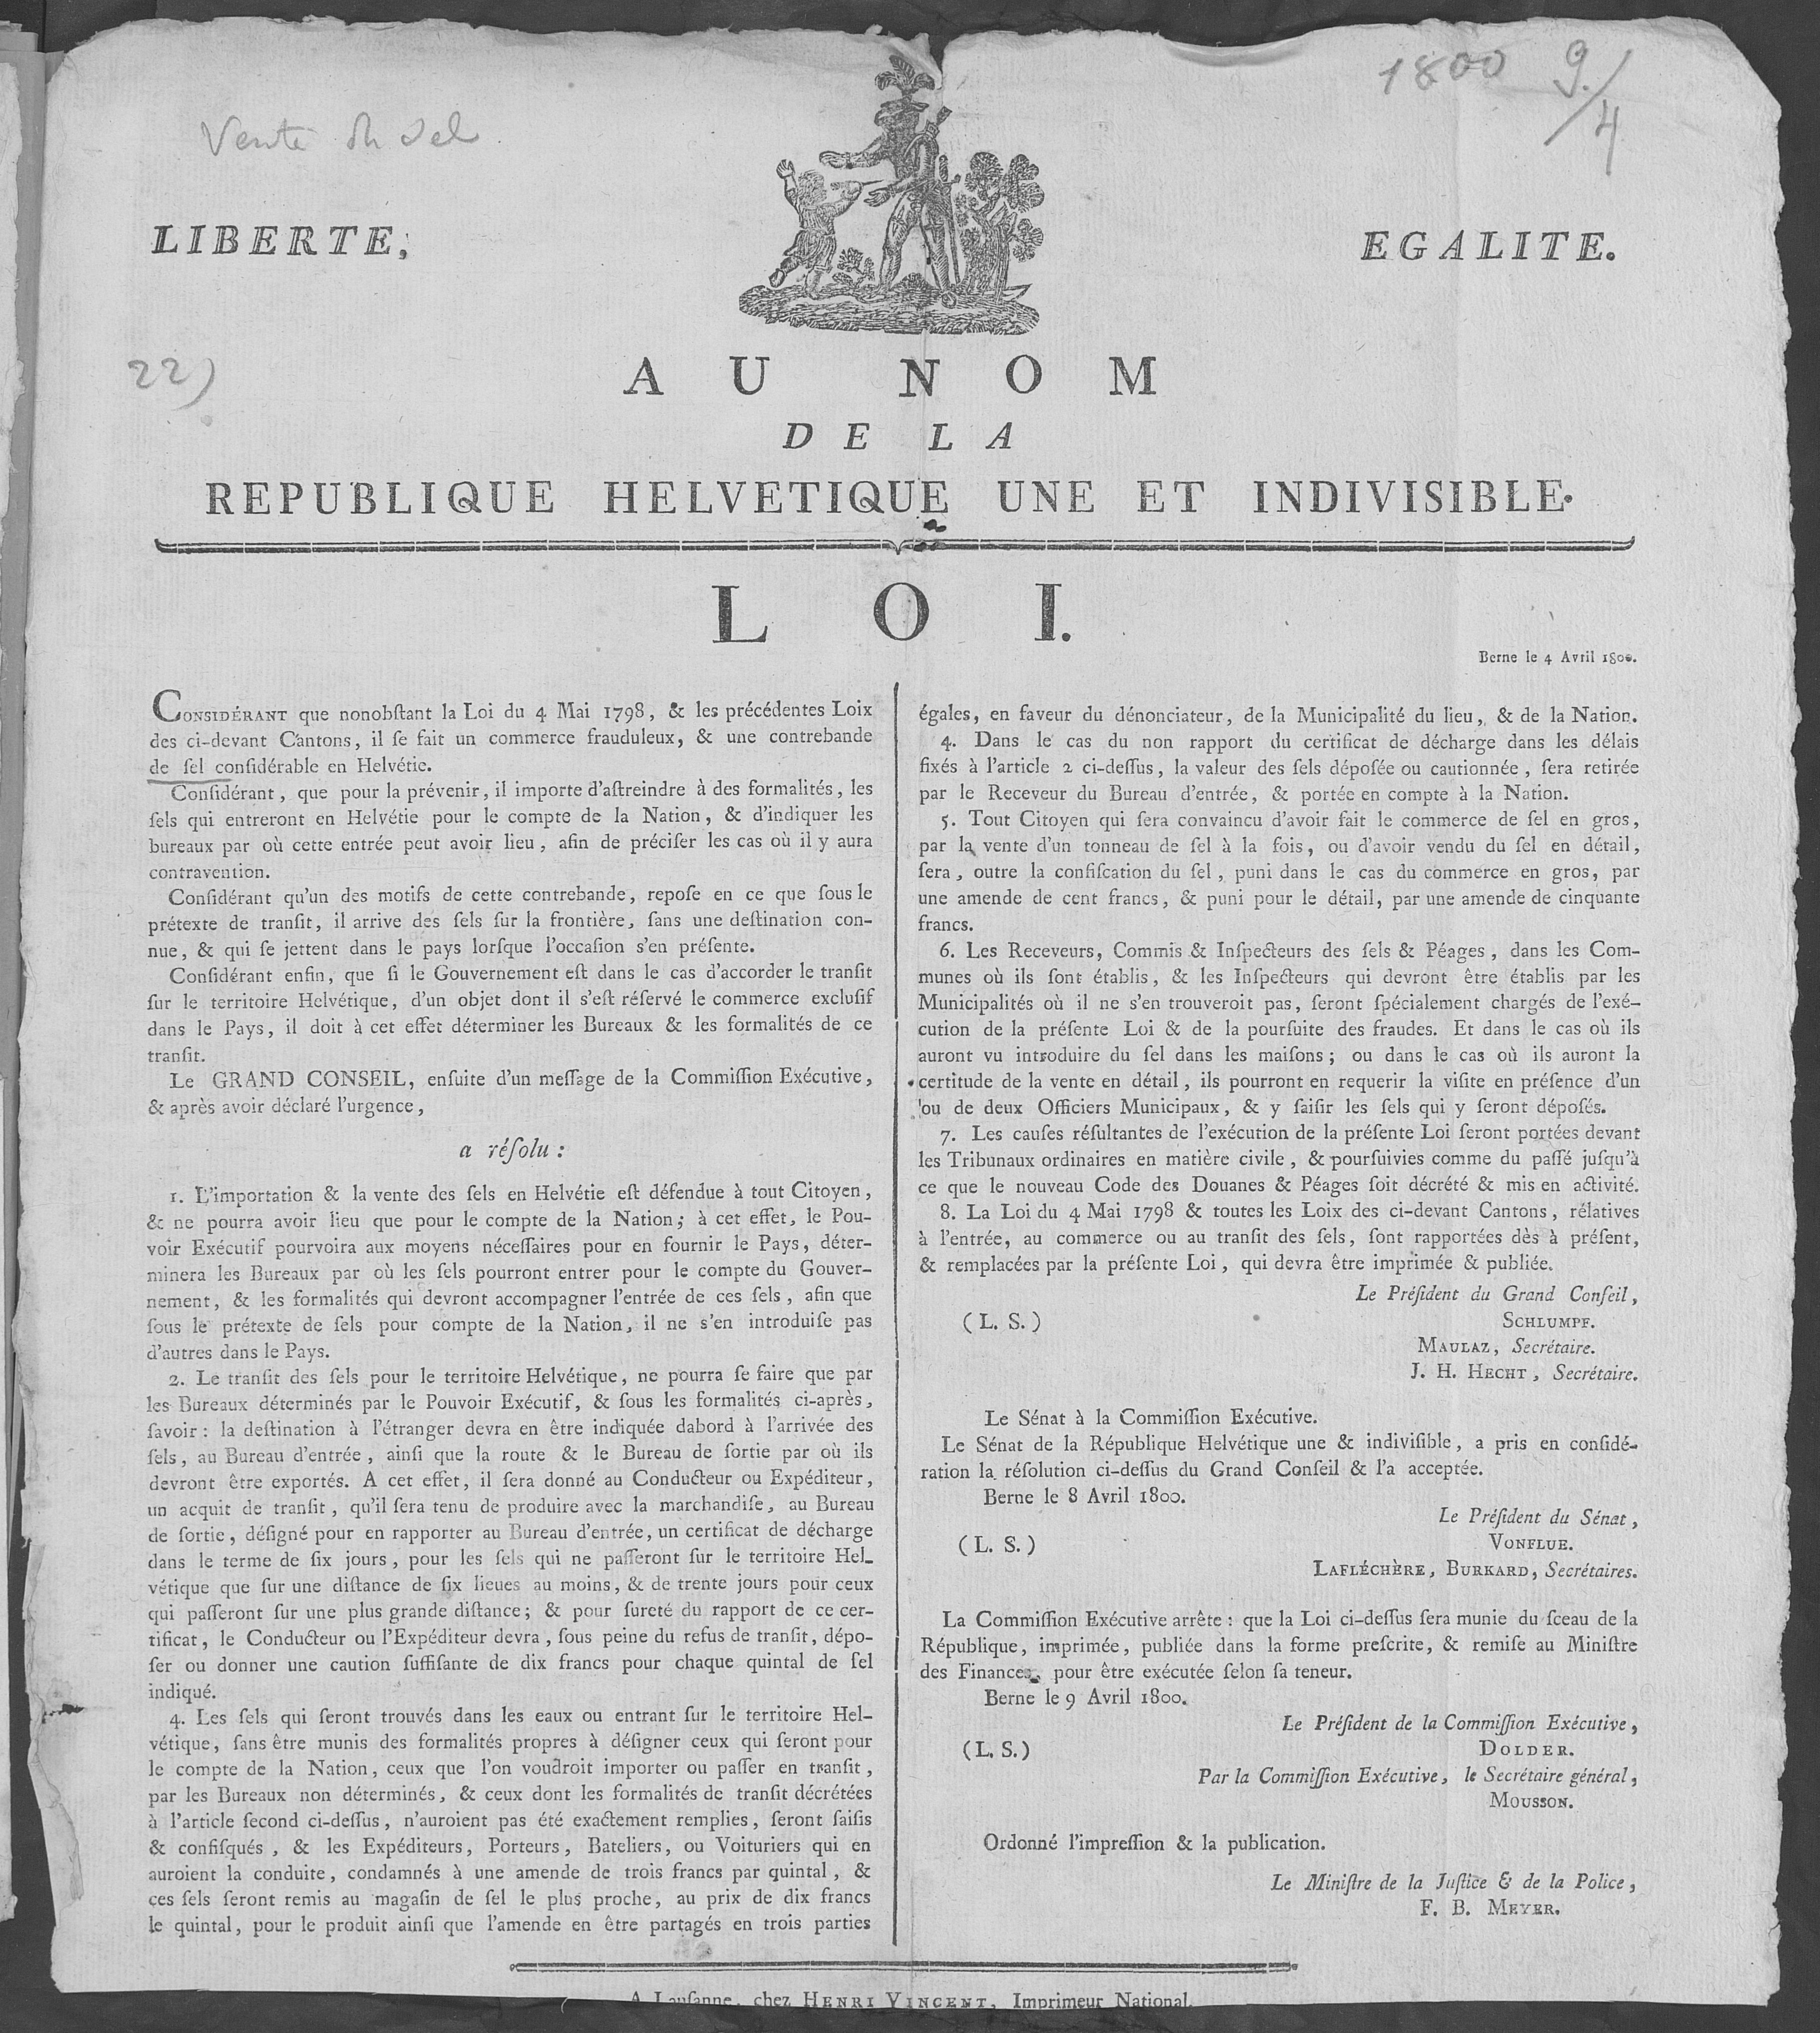 1800 9/4
Vente du sel
LIBERTE,
EGALITE.
22)
AU NOM
DE LA
REPUBLIQUE HELVETIQUE UNE ET INDIVISIBLE.
LOI.
Berne le 4 Avril 1800.
CONSIDÉRANT que nonobſtant la Loi du 4 Mai 1798, & les précédentes Loix
des ci-devant Cantons, il ſe fait un commerce frauduleux, & une contrebande
de ſel conſidérable en Helvétie.
Conſidérant, que pour la prévenir, il importe d'aſtreindre à des formalités, les
ſels qui entreront en Helvétie pour le compte de la Nation, & d'indiquer les
bureaux par où cette entrée peut avoir lieu, afin de préciſer les cas où il y aura
contravention.
Conſidérant qu'un des motifs de cette contrebande, repoſe en ce que ſous le
prétexte de tranſit, il arrive des ſels ſur la frontière, ſans une deſtination con-
nue, & qui ſe jettent dans le pays lorſque l'occaſion s'en préſente.
Conſidérant enfin, que ſi le Gouvernement eſt dans le cas d'accorder le tranſit
ſur le territoire Helvétique, d'un objet dont il s'eſt réſervé le commerce excluſif
dans le Pays, il doit à cet effet déterminer les Bureaux & les formalités de ce
tranſit.
Le GRAND CONSEIL, enſuite d'un meſſage de la Commiſſion Exécutive,
& après avoir déclaré l'urgence,
a réſolu :
1. L'importation & la vente des ſels en Helvétie eſt défendue à tout Citoyen,
& ne pourra avoir lieu que pour le compte de la Nation; à cet effet, le Pou-
voir Exécutif pourvoira aux moyens néceſſaires pour en fournir le Pays, déter-
minera les Bureaux par où les ſels pourront entrer pour le compte du Gouver-
nement, & les formalités qui devront accompagner l'entrée de ces ſels, afin que
ſous le prétexte de ſels pour compte de la Nation, il ne s'en introduiſe pas
d'autres dans le Pays.
2. Le tranſit des ſels pour le territoire Helvétique, ne pourra ſe faire que par
les Bureaux déterminés par le Pouvoir Exécutif, & ſous les formalités ci-après,
ſavoir : la deſtination à l'étranger devra en être indiquée dabord à l'arrivée des
ſels, au Bureau d'entrée, ainſi que la route & le Bureau de ſortie par où ils
devront être exportés. A cet effet, il ſera donné au Conducteur ou Expéditeur,
un acquit de tranſit, qu'il ſera tenu de produire avec la marchandiſe, au Bureau
de ſortie, déſigné pour en rapporter au Bureau d'entrée, un certificat de décharge
dans le terme de ſix jours, pour les ſels qui ne paſſeront ſur le territoire Hel-
vétique que ſur une diſtance de ſix lieues au moins, & de trente jours pour ceux
qui paſſeront ſur une plus grande diſtance; & pour ſureté du rapport de ce cer-
tificat, le Conducteur ou l'Expéditeur devra, ſous peine du refus de tranſit, dépo-
ſer ou donner une caution ſuffiſante de dix francs pour chaque quintal de ſel
indiqué.
4. Les ſels qui ſeront trouvés dans les eaux ou entrant ſur le territoire Hel-
vétique, ſans être munis des formalités propres à déſigner ceux qui ſeront pour
le compte de la Nation, ceux que l'on voudroit importer ou paſſer en tranſit,
par les Bureaux non déterminés, & ceux dont les formalités de tranſit décrétées
à l'article ſecond ci-deſſus, n'auroient pas été exactement remplies, ſeront ſaiſis
& confiſqués, & les Expéditeurs, Porteurs, Bateliers, ou Voituriers qui en
auroient la conduite, condamnés à une amende de trois francs par quintal, &
ces ſels ſeront remis au magaſin de ſel le plus proche, au prix de dix francs
le quintal, pour le produit ainſi que l'amende en être partagés en trois parties
égales, en faveur du dénonciateur, de la Municipalité du lieu, & de la Nation.
4. Dans le cas du non rapport du certificat de décharge dans les délais
fixés à l'article 2 ci-deſſus, la valeur des ſels dépoſée ou cautionnée, ſera retirée
par le Receveur du Bureau d'entrée, & portée en compte à la Nation.
5. Tout Citoyen qui ſera convaincu d'avoir fait le commerce de ſel en gros,
par la vente d'un tonneau de ſel à la fois, ou d'avoir vendu du ſel en détail,
ſera, outre la confiſcation du ſel, puni dans le cas du commerce en gros, par
une amende de cent francs, & puni pour le détail, par une amende de cinquante
francs.
6. Les Receveurs, Commis & Inſpecteurs des ſels & Péages, dans les Com-
munes où ils ſont établis, & les Inſpecteurs qui devront être établis par les
Municipalités où il ne s'en trouveroit pas, ſeront ſpécialement chargés de l'exé-
cution de la préſente Loi & de la pourſuite des fraudes. Et dans le cas où ils
auront vu introduire du ſel dans les maiſons; ou dans le cas où ils auront la
certitude de la vente en détail, ils pourront en requerir la viſite en préſence d'un
ou de deux Officiers Municipaux, & y ſaiſir les ſels qui y ſeront dépoſés.
7. Les cauſes réſultantes de l'exécution de la préſente Loi ſeront portées devant
les Tribunaux ordinaires en matière civile, & pourſuivies comme du paſſé juſqu'à
ce que le nouveau Code des Douanes & Péages ſoit décrété & mis en activité.
8. La Loi du 4 Mai 1798 & toutes les Loix des ci-devant Cantons, rélatives
à l'entrée, au commerce ou au tranſit des ſels, ſont rapportées dès à préſent,
& remplacées par la préſente Loi, qui devra être imprimée & publiée.
Le Préſident du Grand Conſeil,
(L. S.) SCHLUMPF.
MAULAZ, Secrétaire.
J. H. HECHT, Secrétaire.
Le Sénat à la Commiſſion Exécutive.
Le Sénat de la République Helvétique une & indiviſible, a pris en conſidé-
ration la réſolution ci-deſſus du Grand Conſeil & l'a acceptée.
Berne le 8 Avril 1800.
Le Préſident du Sénat,
(L. S.) VONFLUE.
LAFLÉCHÈRE, BURKARD, Secrétaires.
La Commiſſion Exécutive arrête : que la Loi ci-deſſus ſera munie du ſceau de la
République, imprimée, publiée dans la forme preſcrite, & remiſe au Miniſtre
des Finances, pour être exécutée ſelon ſa teneur.
Berne le 9 Avril 1800.
Le Préſident de la Commiſſion Exécutive,
(L. S.) DOLDER.
Par la Commiſſion Exécutive, le Secrétaire général,
MOUSSON.
Ordonné l'impreſſion & la publication.
Le Miniſtre de la Juſtice & de la Police,
F. B. MEYER.
A Lauſanne, chez HENRI VINCENT, Imprimeur National.